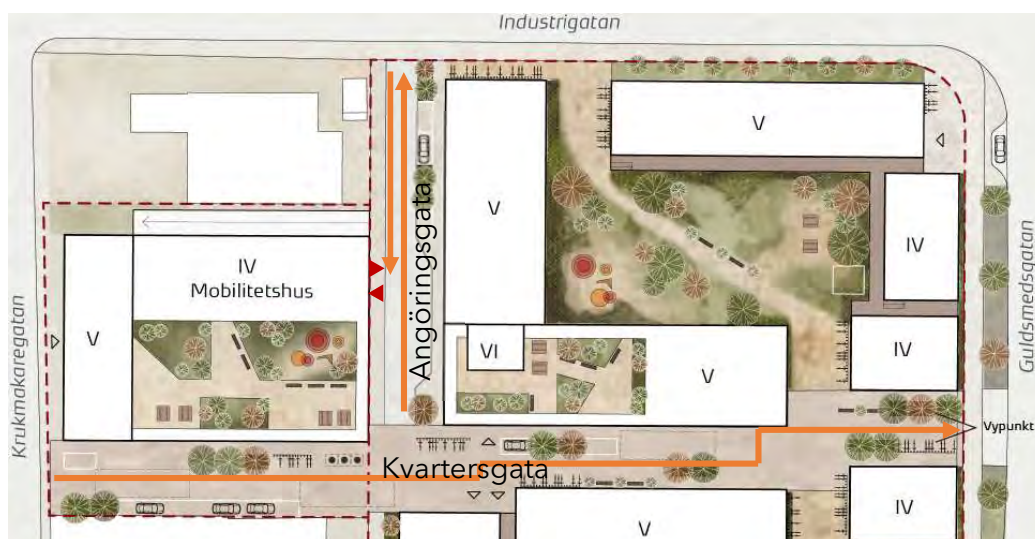 Industrigatan
V
V
IV
IV
Mobilitetshus
V
Angöringsgata
VI
V
IV
Krukmakaregatan
Guldsmedsgatan
Vypunkt
Kvartersgata
V
IV